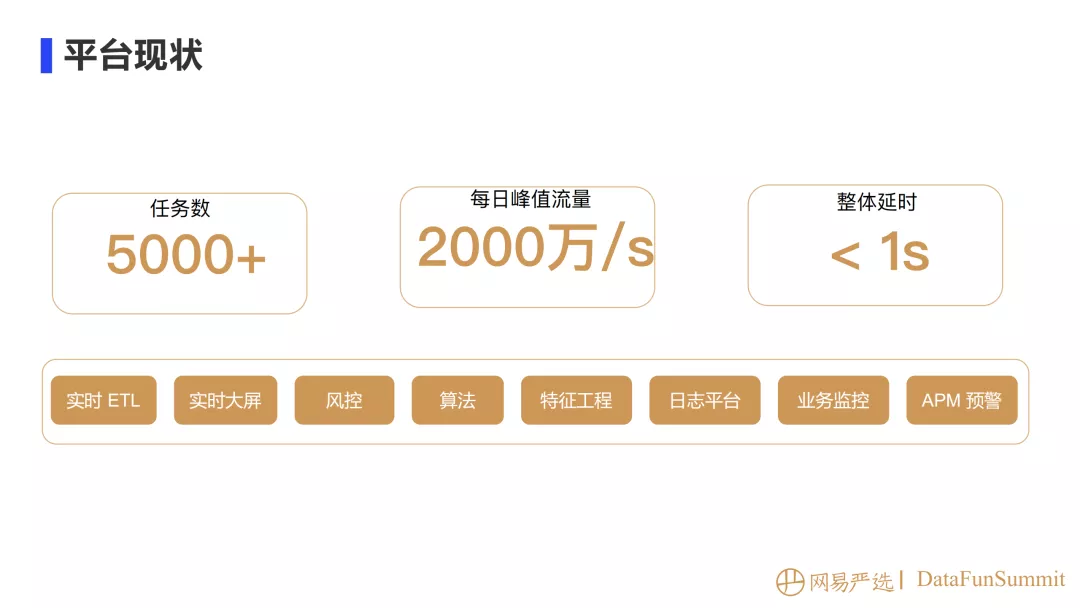 平台现状
任务数
5000+
每日峰值流量
2000万/s
整体延时
< 1s
实时 ETL 实时大屏 风控 算法 特征工程 日志平台 业务监控 APM 预警
网易严选 | DataFunSummit